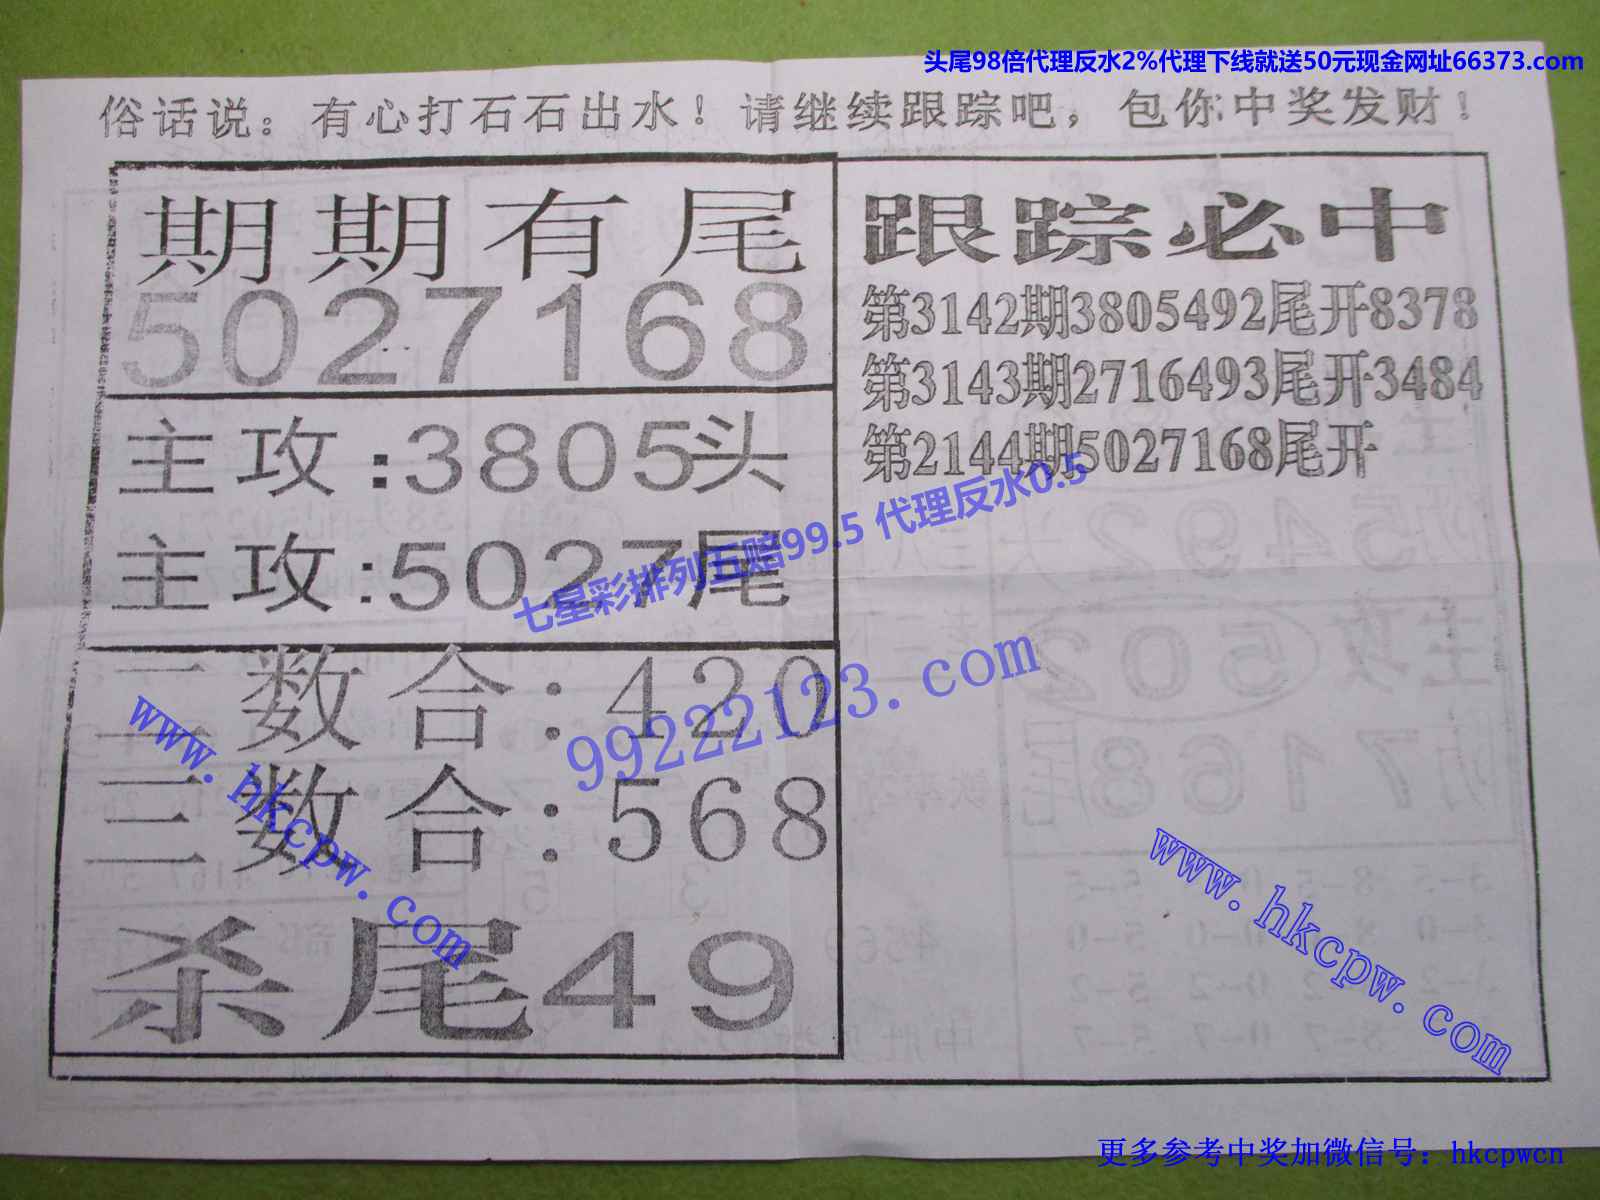 头尾98倍代理反水2%代理下线就送50元现金网址66373.com
俗话说：有心打石石出水！请继续跟踪吧，包你中奖发财！
期期有尾
5027168
主攻:3805头
主攻:5027尾
二数合:420
三数合:568
杀尾49
跟踪必中
第3142期3805492尾开8378
第3143期2716493尾开3484
第2144期5027168尾开
七星彩排列五赔99.5 代理反水0.5
99222123.com
www.hkcpw.com
www.hkcpw.com
更多参考中奖加微信号：hkcpwcn